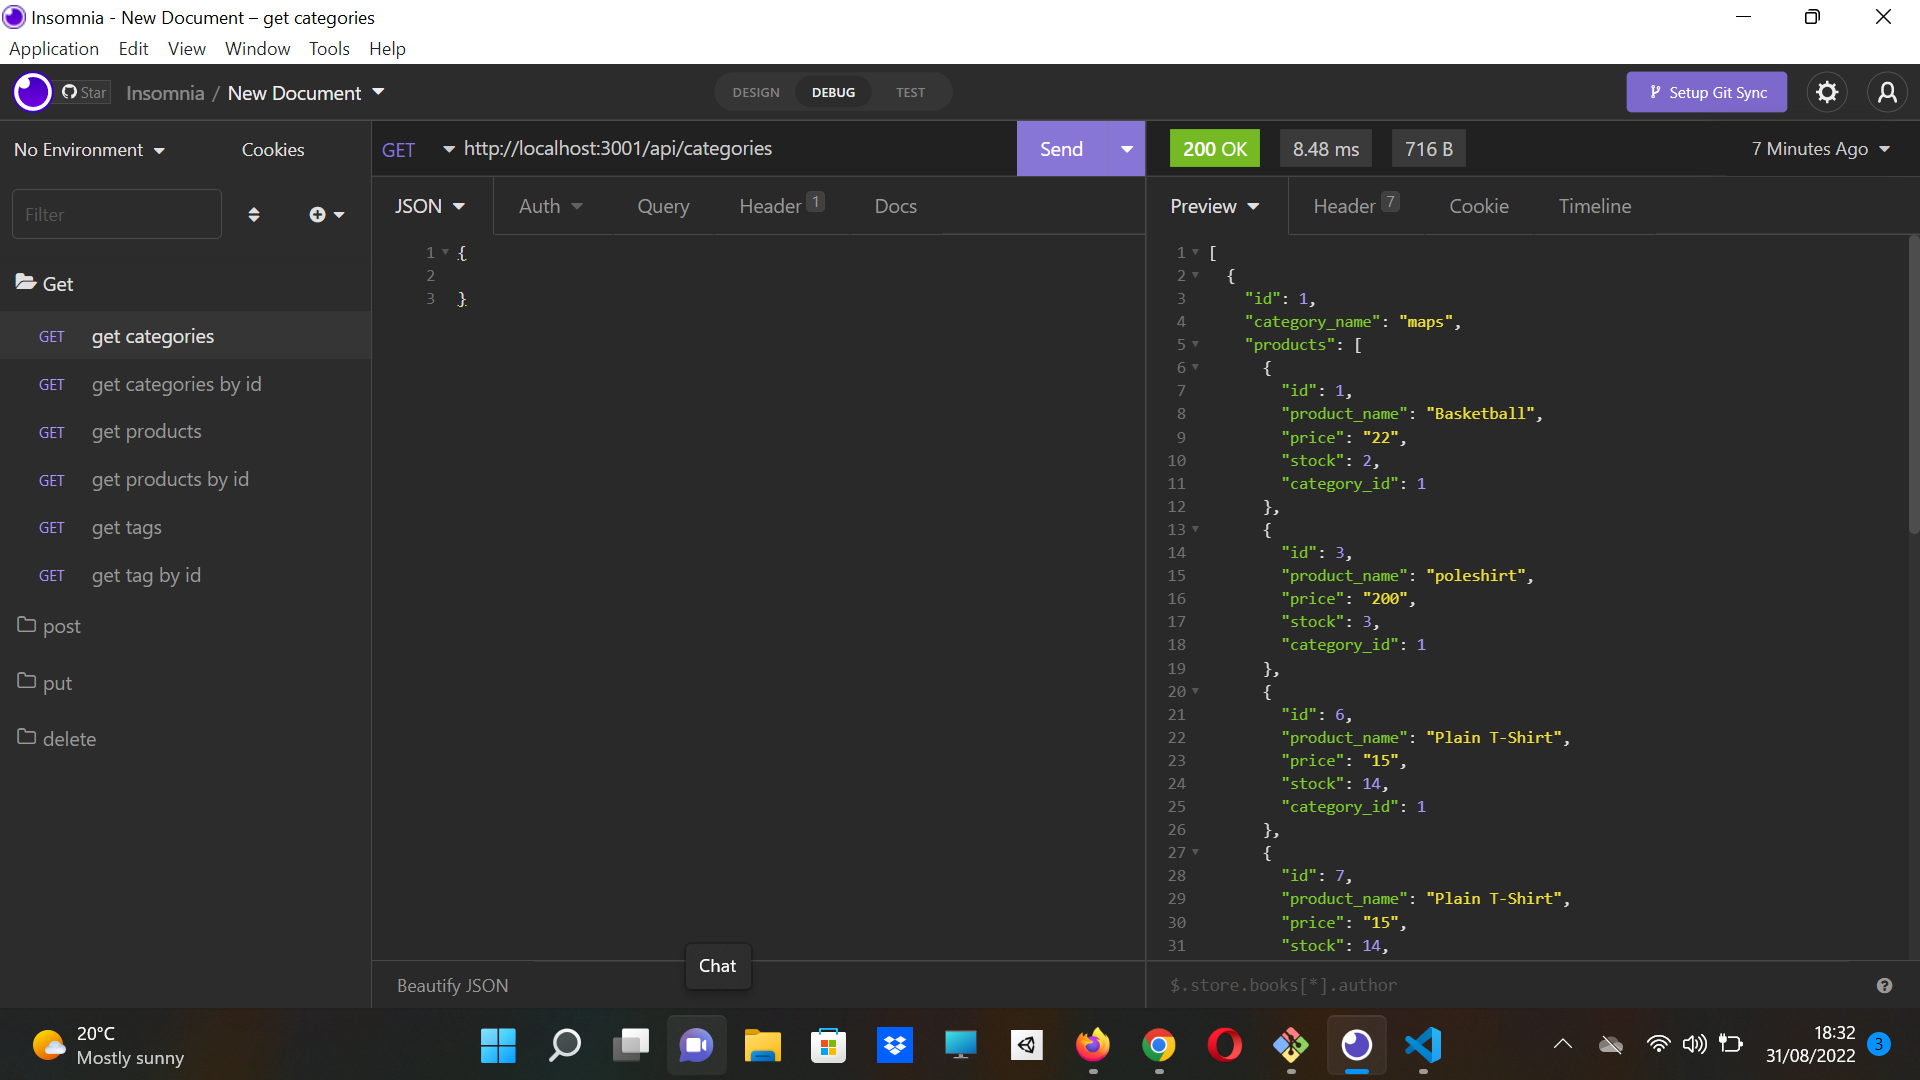 Insomnia - New Document – get categories
Application Edit View Window Tools Help
Star Insomnia / New Document DESIGN DEBUG TEST Setup Git Sync
No Environment Cookies
Filter
Get
GET get categories
GET get categories by id
GET get products
GET get products by id
GET get tags
GET get tag by id
post
put
delete
GET http://localhost:3001/api/categories Send
JSON Auth Query Header 1 Docs
1 {
2
3 }
Beautify JSON
Chat
200 OK 8.48 ms 716 B 7 Minutes Ago
Preview Header 7 Cookie Timeline
1 [
2 {
3 "id": 1,
4 "category_name": "maps",
5 "products": [
6 {
7 "id": 1,
8 "product_name": "Basketball",
9 "price": "22",
10 "stock": 2,
11 "category_id": 1
12 },
13 {
14 "id": 3,
15 "product_name": "poleshirt",
16 "price": "200",
17 "stock": 3,
18 "category_id": 1
19 },
20 {
21 "id": 6,
22 "product_name": "Plain T-Shirt",
23 "price": "15",
24 "stock": 14,
25 "category_id": 1
26 },
27 {
28 "id": 7,
29 "product_name": "Plain T-Shirt",
30 "price": "15",
31 "stock": 14,
$.store.books[*].author
20°C
Mostly sunny
18:32
31/08/2022
3